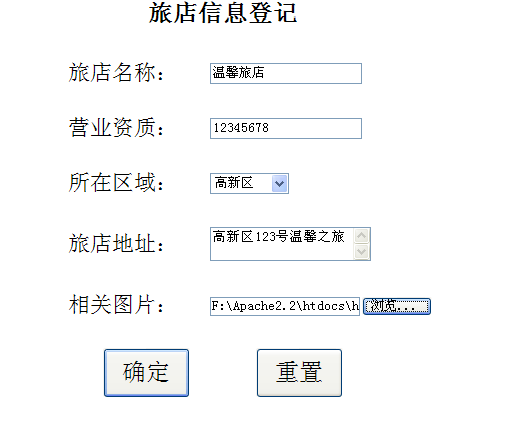 旅店信息登记
旅店名称： 温馨旅店
营业资质： 12345678
所在区域： 高新区
旅店地址： 高新区123号温馨之旅
相关图片： F:\Apache2.2\htdocs\h 浏览...
确定 重置